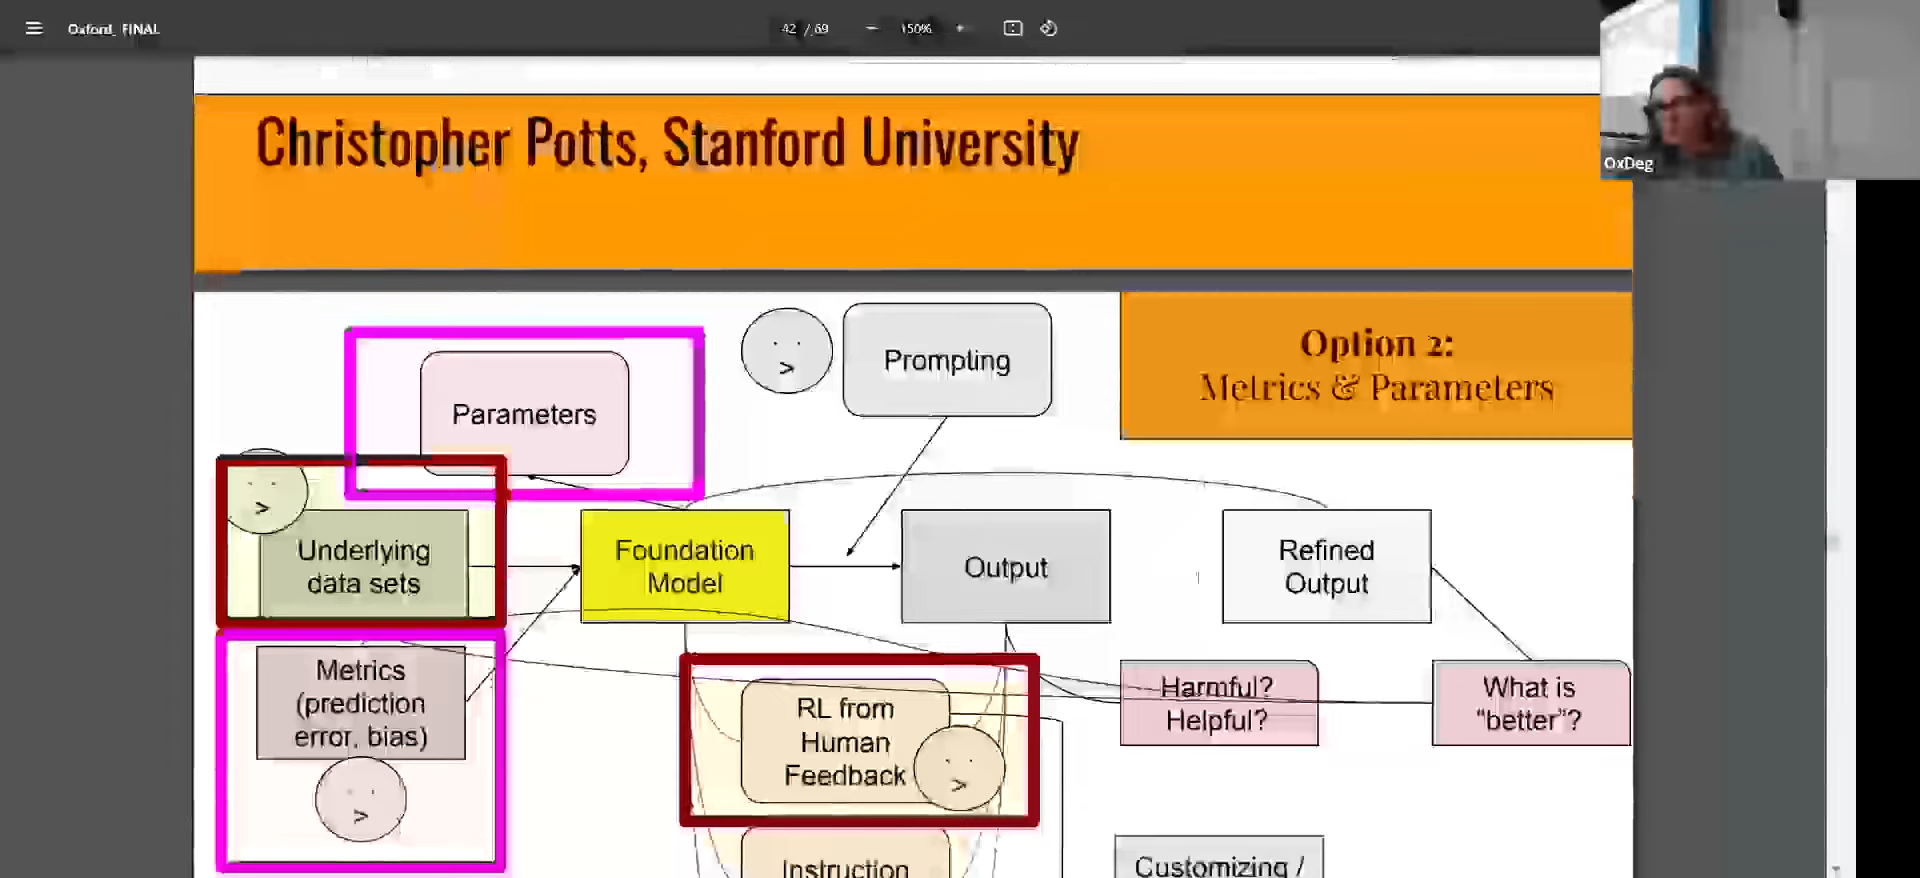 Oxford_FINAL
42 / 69
150%
OxDeg
Christopher Potts, Stanford University
Option 2:
Metrics & Parameters
Prompting
Parameters
Underlying
data sets
Foundation
Model
Output
Refined
Output
Metrics
(prediction
error, bias)
RL from
Human
Feedback
Harmful?
Helpful?
What is
“better”?
Instruction
Customizing /